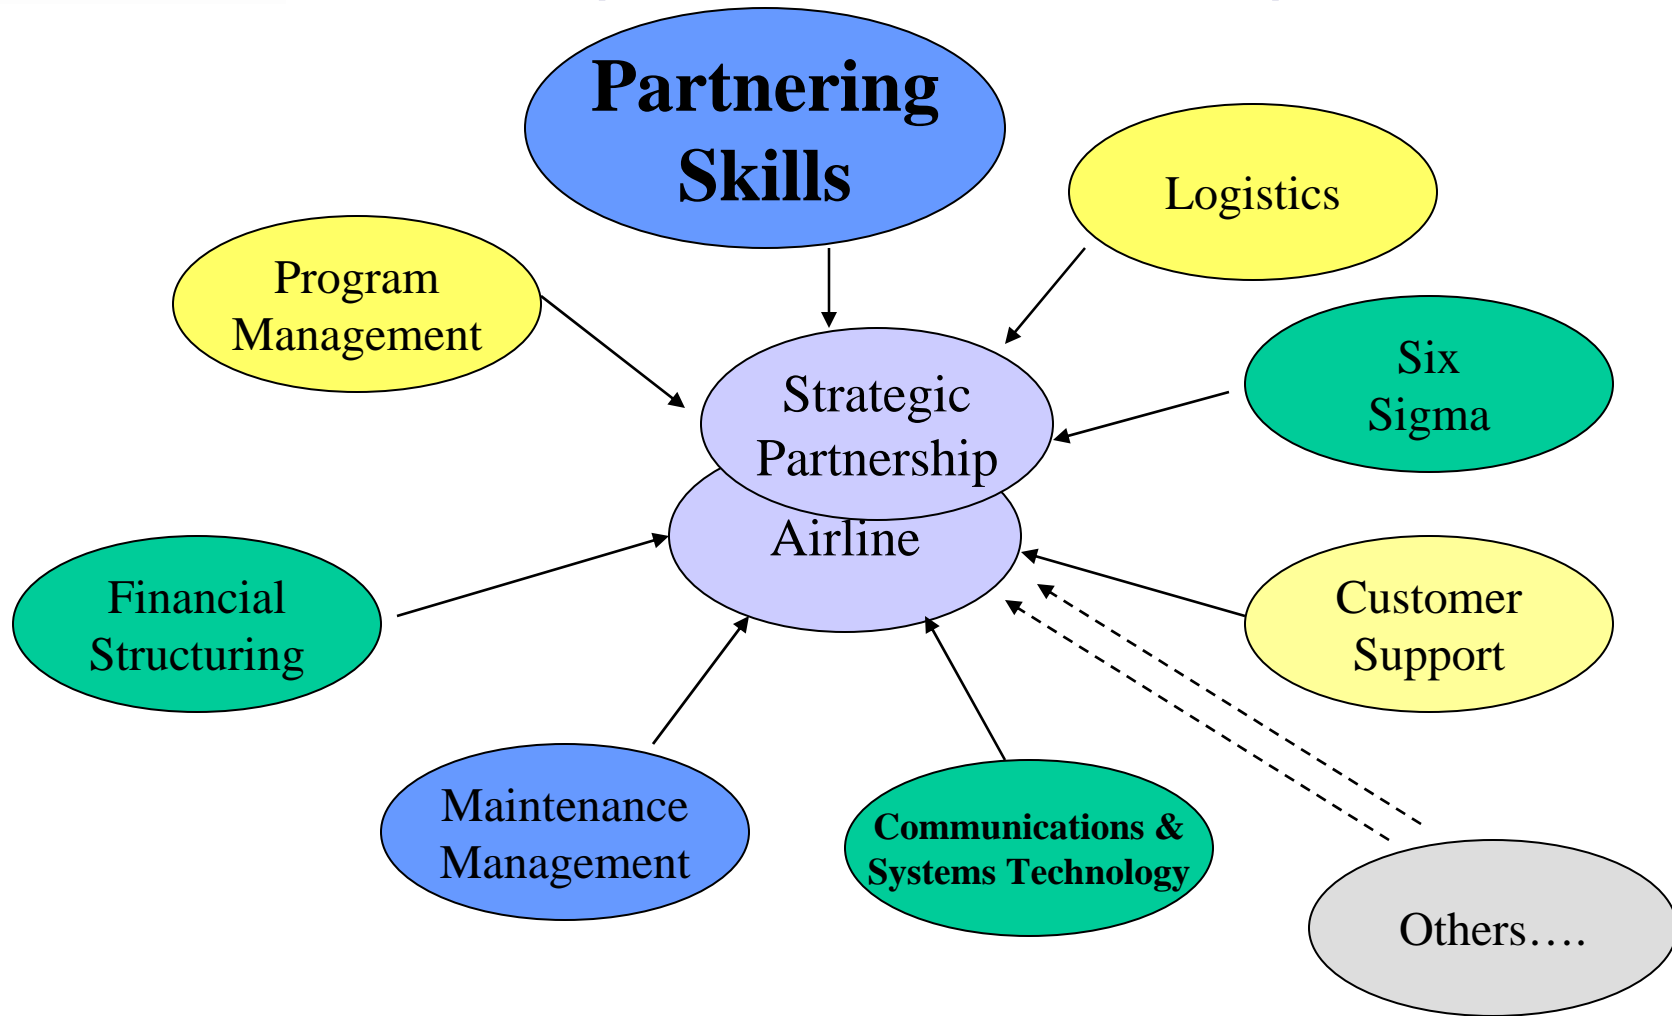 Partnering
Skills
Logistics
Program
Management
Six
Sigma
Strategic
Partnership
Airline
Financial
Structuring
Customer
Support
Maintenance
Management
Communications &
Systems Technology
Others….